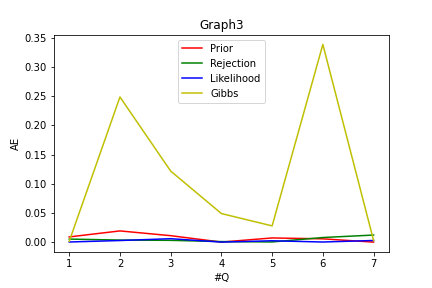 Graph3
0.35
0.30
0.25
0.20
0.15
0.10
0.05
0.00
AE
Prior
Rejection
Likelihood
Gibbs
1 2 3 4 5 6 7
#Q